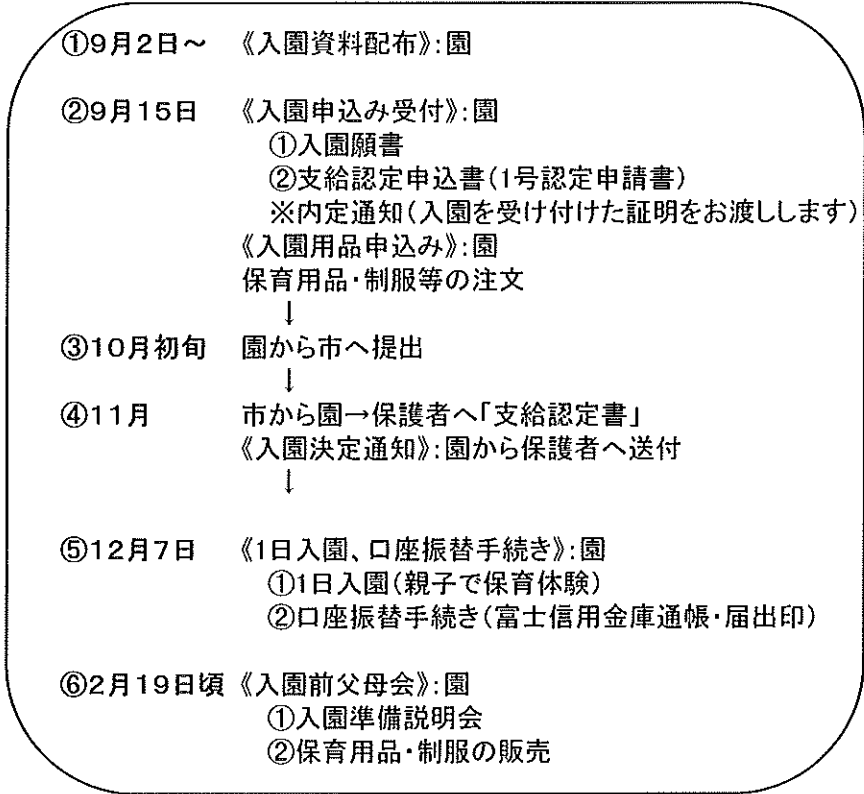 ①9月2日～　《入園資料配布》:園
②9月15日　《入園申込み受付》:園
①入園願書
②支給認定申込書(1号認定申請書)
※内定通知(入園を受け付けた証明をお渡しします)
《入園用品申込み》:園
保育用品・制服等の注文
↓
③10月初旬　園から市へ提出
↓
④11月　市から園→保護者へ「支給認定書」
《入園決定通知》:園から保護者へ送付
↓
⑤12月7日　《1日入園、口座振替手続き》:園
①1日入園(親子で保育体験)
②口座振替手続き(富士信用金庫通帳・届出印)
⑥2月19日頃　《入園前父母会》:園
①入園準備説明会
②保育用品・制服の販売